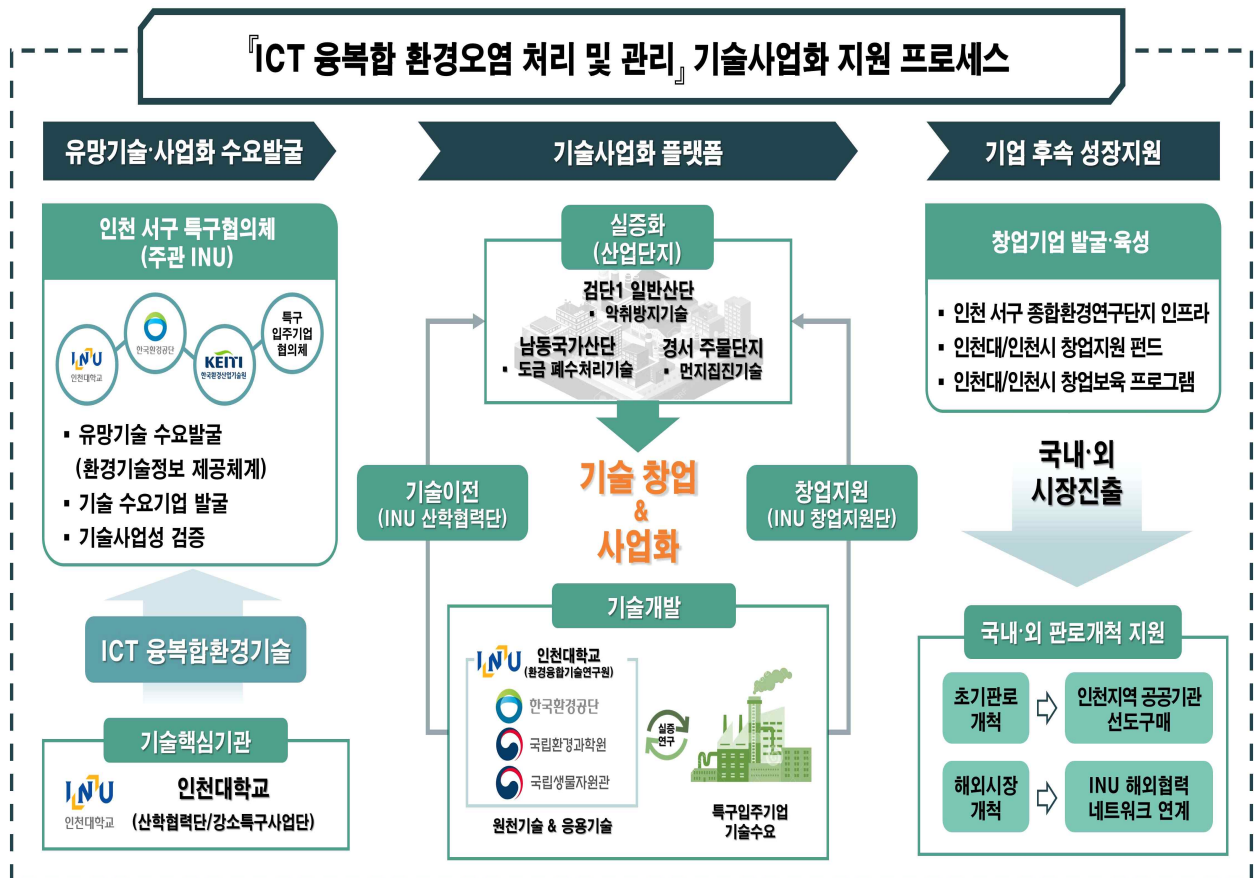 『ICT 융복합 환경오염 처리 및 관리』 기술사업화 지원 프로세스
유망기술·사업화 수요발굴
인천 서구 특구협의체
(주관 INU)
INU
인천대학교
한국환경공단
KEITI
한국환경산업기술원
특구
입주기업
협의체
▪ 유망기술 수요발굴
(환경기술정보 제공체계)
▪ 기술 수요기업 발굴
▪ 기술사업성 검증
ICT 융복합환경기술
기술핵심기관
INU
인천대학교
인천대학교
(산학협력단/강소특구사업단)
기술사업화 플랫폼
실증화
(산업단지)
검단1 일반산단
▪ 악취방지기술
남동국가산단
▪ 도금 폐수처리기술
경서 주물단지
▪ 먼지집진기술
기술이전
(INU 산학협력단)
기술 창업
&
사업화
창업지원
(INU 창업지원단)
기술개발
INU
인천대학교
(환경융합기술연구원)
한국환경공단
국립환경과학원
국립생물자원관
원천기술 & 응용기술
실증
연구
특구입주기업
기술수요
기업 후속 성장지원
창업기업 발굴·육성
▪ 인천 서구 종합환경연구단지 인프라
▪ 인천대/인천시 창업지원 펀드
▪ 인천대/인천시 창업보육 프로그램
국내·외
시장진출
국내·외 판로개척 지원
초기판로
개척
인천지역 공공기관
선도구매
해외시장
개척
INU 해외협력
네트워크 연계